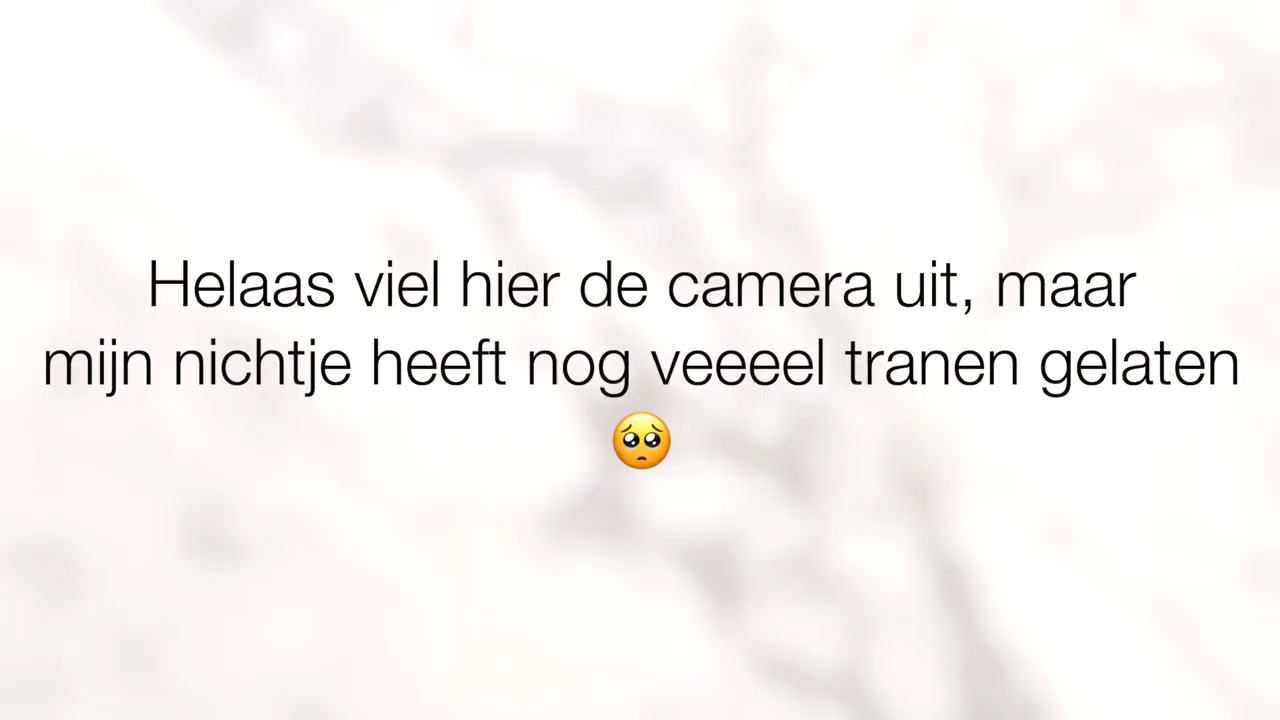 Helaas viel hier de camera uit, maar
mijn nichtje heeft nog veeeel tranen gelaten
🥺